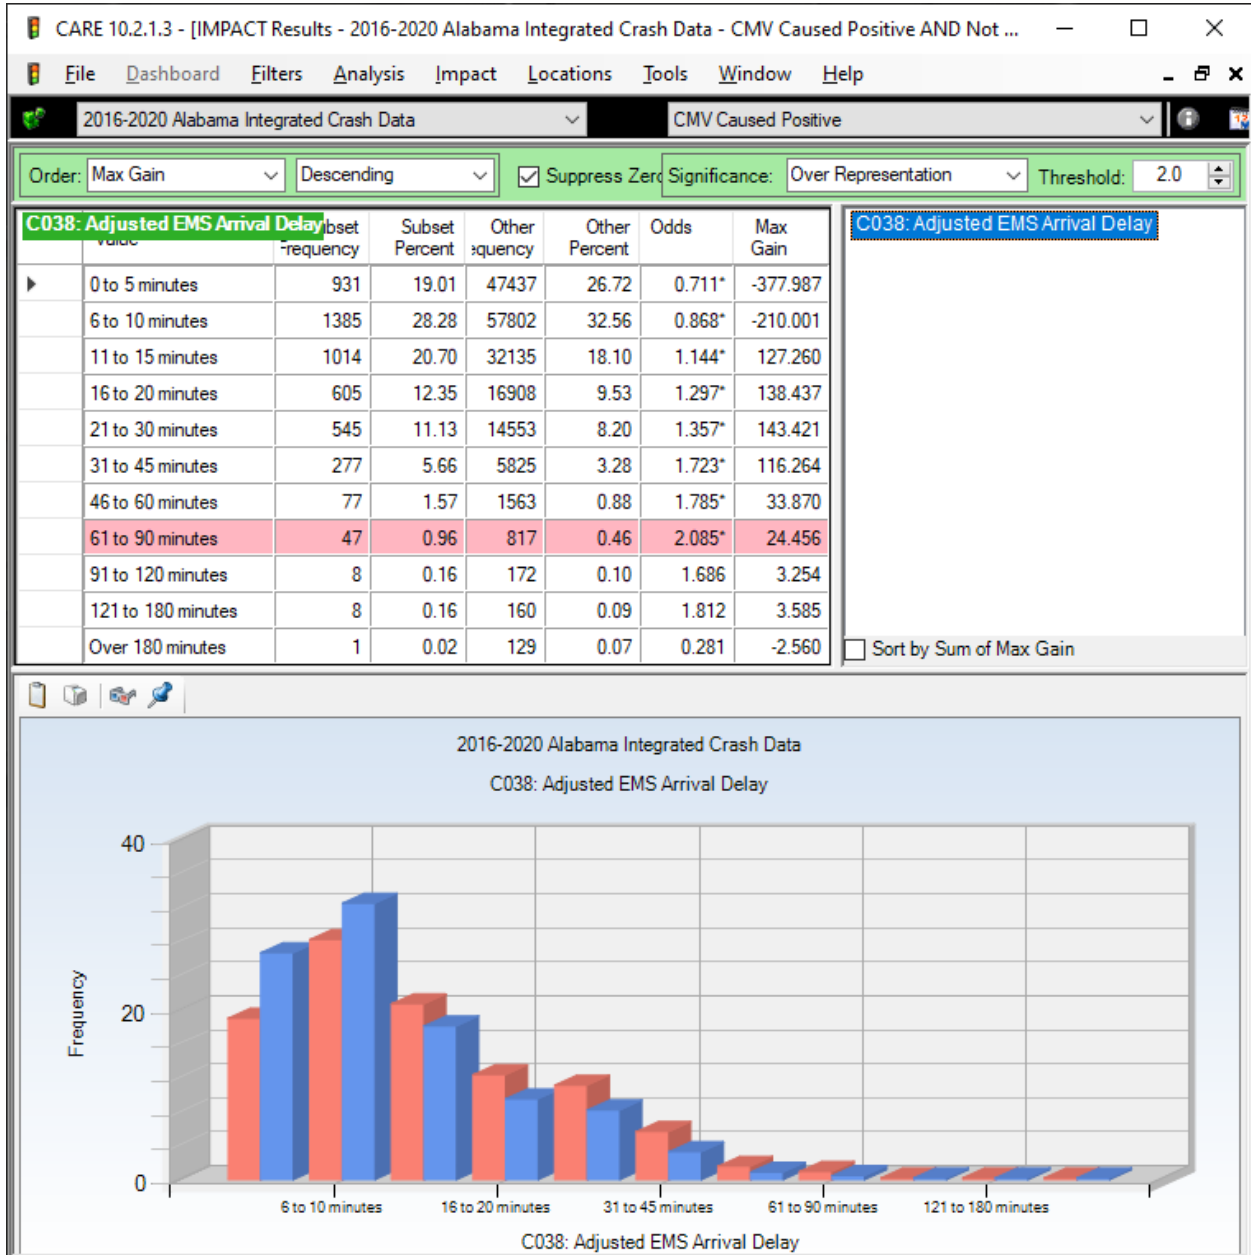 CARE 10.2.1.3 - [IMPACT Results - 2016-2020 Alabama Integrated Crash Data - CMV Caused Positive AND Not ...
File Dashboard Filters Analysis Impact Locations Tools Window Help
2016-2020 Alabama Integrated Crash Data CMV Caused Positive
Order: Max Gain Descending Suppress Zero Significance: Over Representation Threshold: 2.0
C038: Adjusted EMS Arrival Delay
ubset Frequency Subset Percent Other equency Other Percent Odds Max Gain
0 to 5 minutes 931 19.01 47437 26.72 0.711* -377.987
6 to 10 minutes 1385 28.28 57802 32.56 0.868* -210.001
11 to 15 minutes 1014 20.70 32135 18.10 1.144* 127.260
16 to 20 minutes 605 12.35 16908 9.53 1.297* 138.437
21 to 30 minutes 545 11.13 14553 8.20 1.357* 143.421
31 to 45 minutes 277 5.66 5825 3.28 1.723* 116.264
46 to 60 minutes 77 1.57 1563 0.88 1.785* 33.870
61 to 90 minutes 47 0.96 817 0.46 2.085* 24.456
91 to 120 minutes 8 0.16 172 0.10 1.686 3.254
121 to 180 minutes 8 0.16 160 0.09 1.812 3.585
Over 180 minutes 1 0.02 129 0.07 0.281 -2.560
C038: Adjusted EMS Arrival Delay
Sort by Sum of Max Gain
2016-2020 Alabama Integrated Crash Data
C038: Adjusted EMS Arrival Delay
Frequency
40
20
0
6 to 10 minutes 16 to 20 minutes 31 to 45 minutes 61 to 90 minutes 121 to 180 minutes
C038: Adjusted EMS Arrival Delay